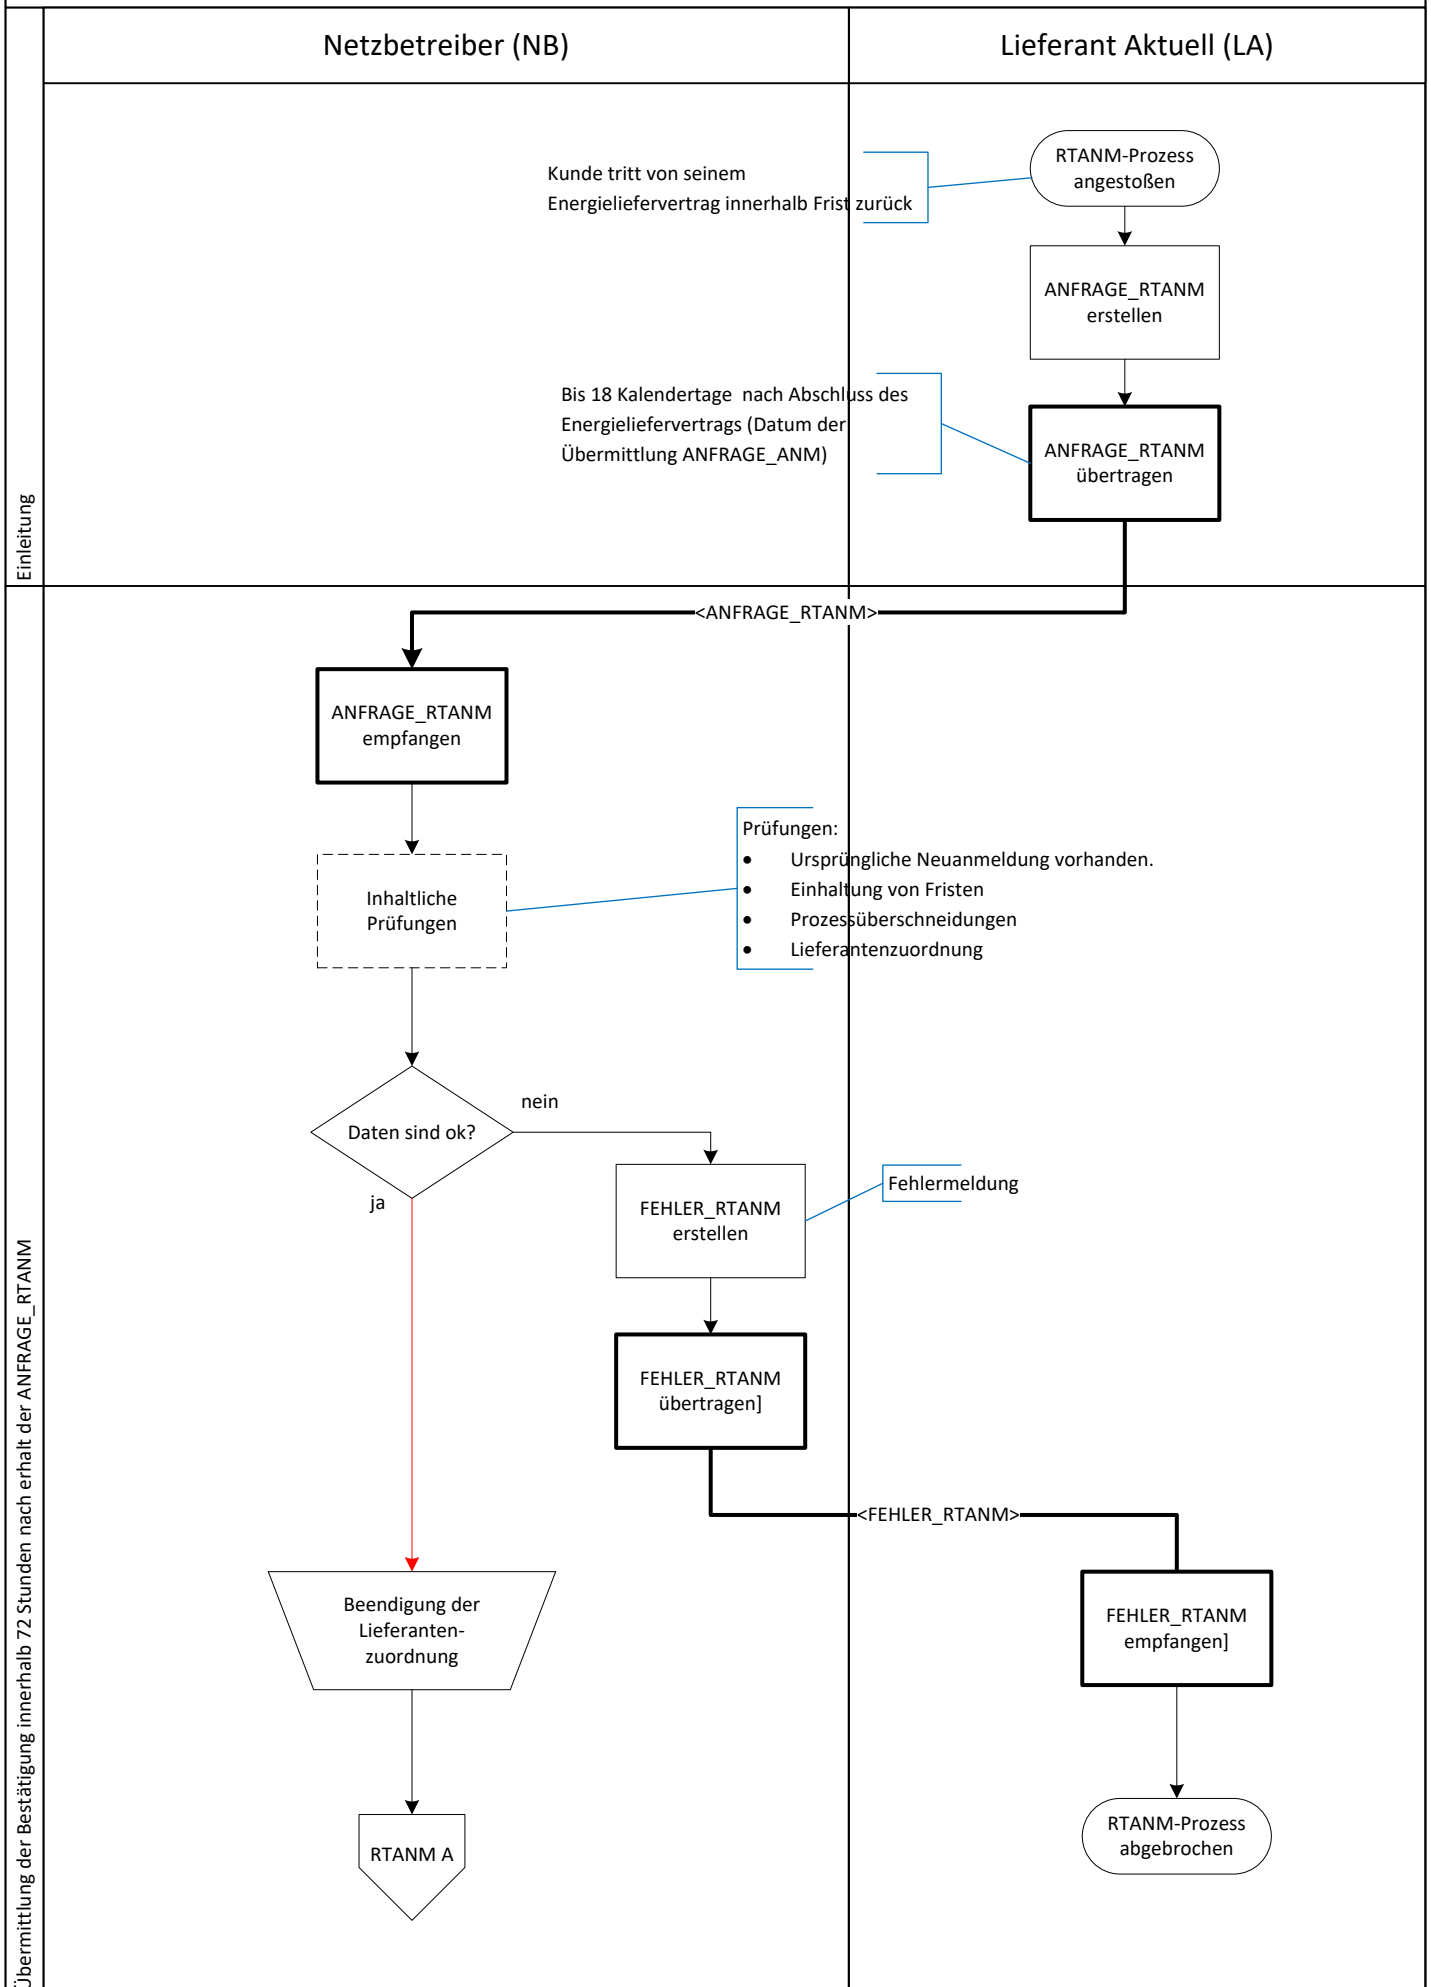 Netzbetreiber (NB)
Lieferant Aktuell (LA)
Einleitung
Kunde tritt von seinem
Energieliefervertrag innerhalb Frist zurück
RTANM-Prozess
angestoßen
ANFRAGE_RTANM
erstellen
Bis 18 Kalendertage  nach Abschluss des
Energieliefervertrags (Datum der
Übermittlung ANFRAGE_ANM)
ANFRAGE_RTANM
übertragen
Übermittlung der Bestätigung innerhalb 72 Stunden nach erhalt der ANFRAGE_RTANM
<ANFRAGE_RTANM>
ANFRAGE_RTANM
empfangen
Inhaltliche
Prüfungen
Prüfungen:
• Ursprüngliche Neuanmeldung vorhanden.
• Einhaltung von Fristen
• Prozessüberschneidungen
• Lieferantenzuordnung
Daten sind ok?
nein
ja
FEHLER_RTANM
erstellen
Fehlermeldung
FEHLER_RTANM
übertragen]
<FEHLER_RTANM>
Beendigung der
Lieferanten-
zuordnung
FEHLER_RTANM
empfangen]
RTANM A
RTANM-Prozess
abgebrochen